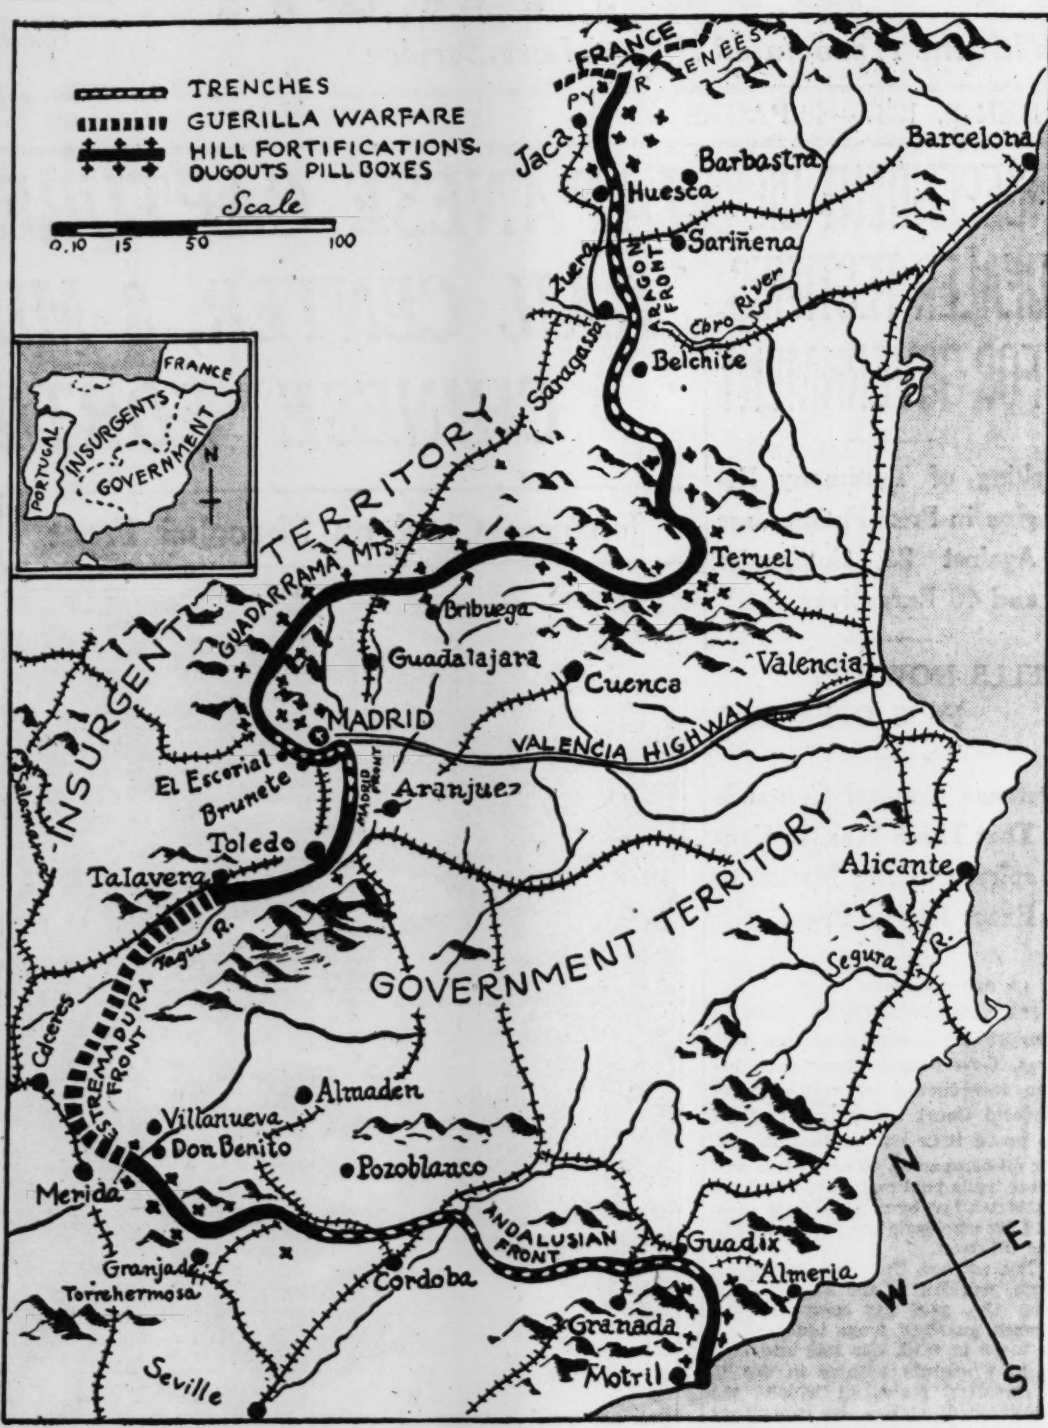 TRENCHES
GUERILLA WARFARE
HILL FORTIFICATIONS.
DUGOUTS PILL BOXES
Scale
0.10 15 50 100
FRANCE
PYRENEES
Jaca
Barcelona
Barbastra
Huesca
Sariñena
Zuera
ARAGON
FRONT
Ebro River
Saragassa
Belchite
FRANCE
PORTUGAL
INSURGENTS
GOVERNMENT
N
INSURGENT TERRITORY
GUADARRAMA MTS.
Teruel
Bribuega
Guadalajara
Cuenca
Valencia
MADRID
VALENCIA HIGHWAY
El Escorial
Brunete
MADRID
FRONT
Aranjuez
Salamanca
Toledo
Talavera
Alicante
Tagus R.
GOVERNMENT TERRITORY
Segura R.
Cáceres
ESTREMADURA
FRONT
Almaden
Villanueva
Don Benito
Pozoblanco
Merida
ANDALUSIAN
FRONT
Guadix
Granjade
Torrehermosa
Cordoba
Almeria
Granada
Motril
Seville
N
E
W
S